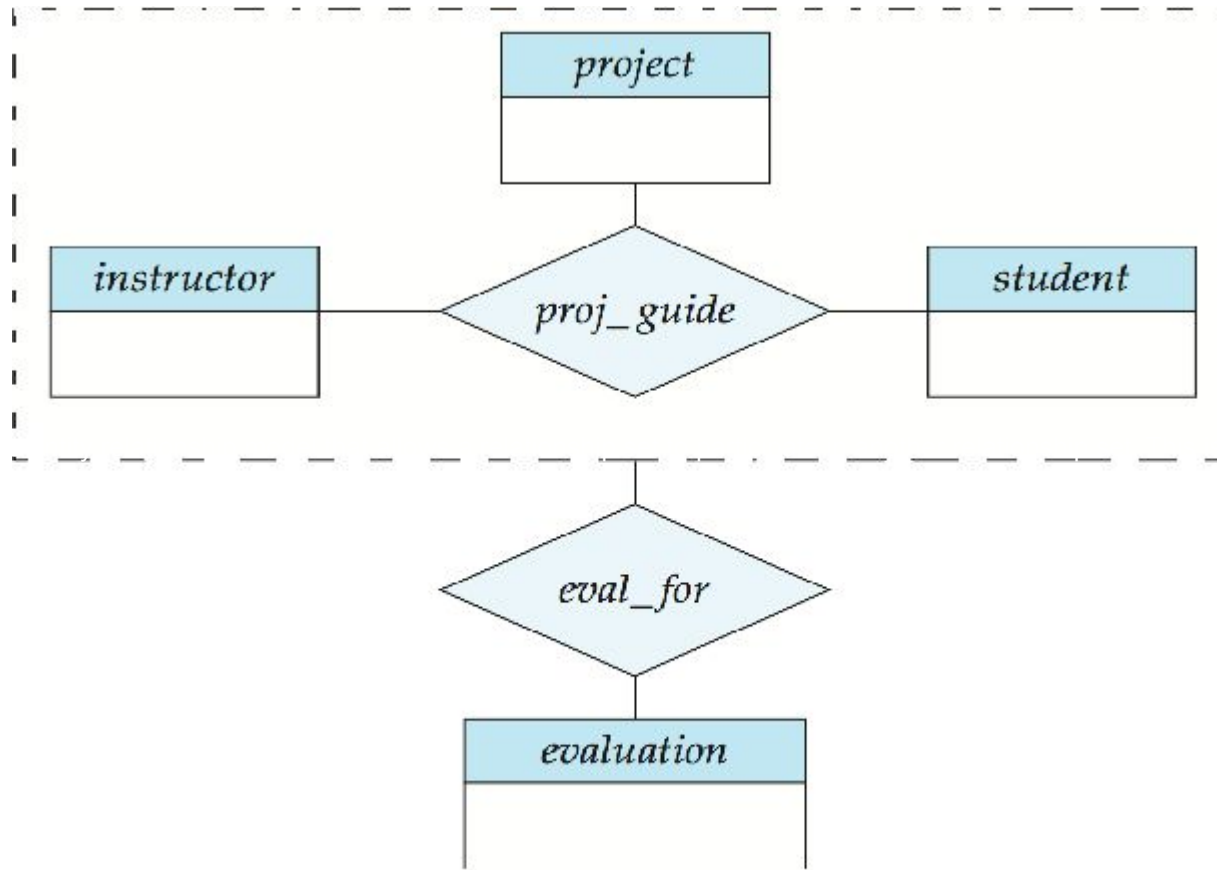 project
instructor
proj_guide
student
eval_for
evaluation